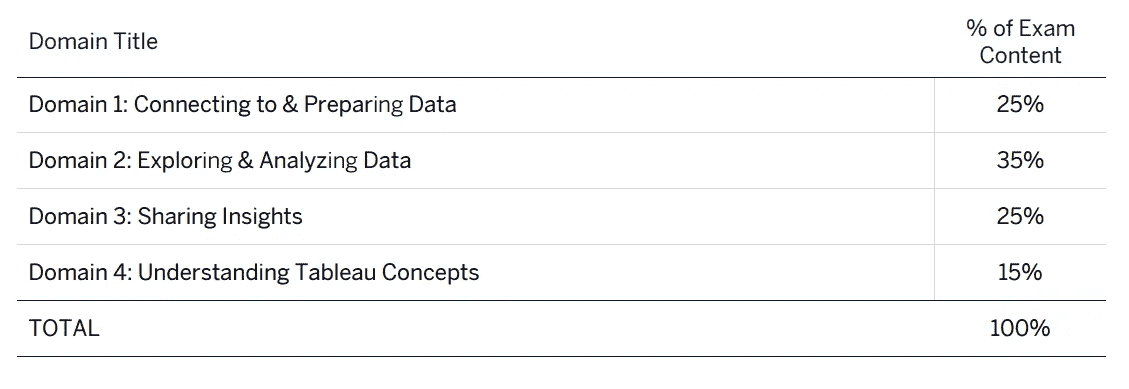 Domain Title
% of Exam
Content
Domain 1: Connecting to & Preparing Data 25%
Domain 2: Exploring & Analyzing Data 35%
Domain 3: Sharing Insights 25%
Domain 4: Understanding Tableau Concepts 15%
TOTAL 100%